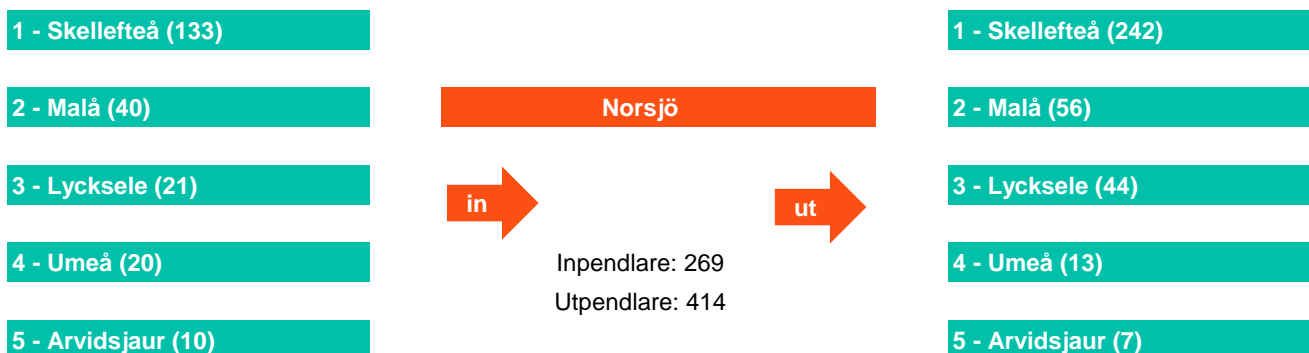 1 - Skellefteå (133)
2 - Malå (40)
3 - Lycksele (21)
4 - Umeå (20)
5 - Arvidsjaur (10)
Norsjö
in
ut
Inpendlare: 269
Utpendlare: 414
1 - Skellefteå (242)
2 - Malå (56)
3 - Lycksele (44)
4 - Umeå (13)
5 - Arvidsjaur (7)